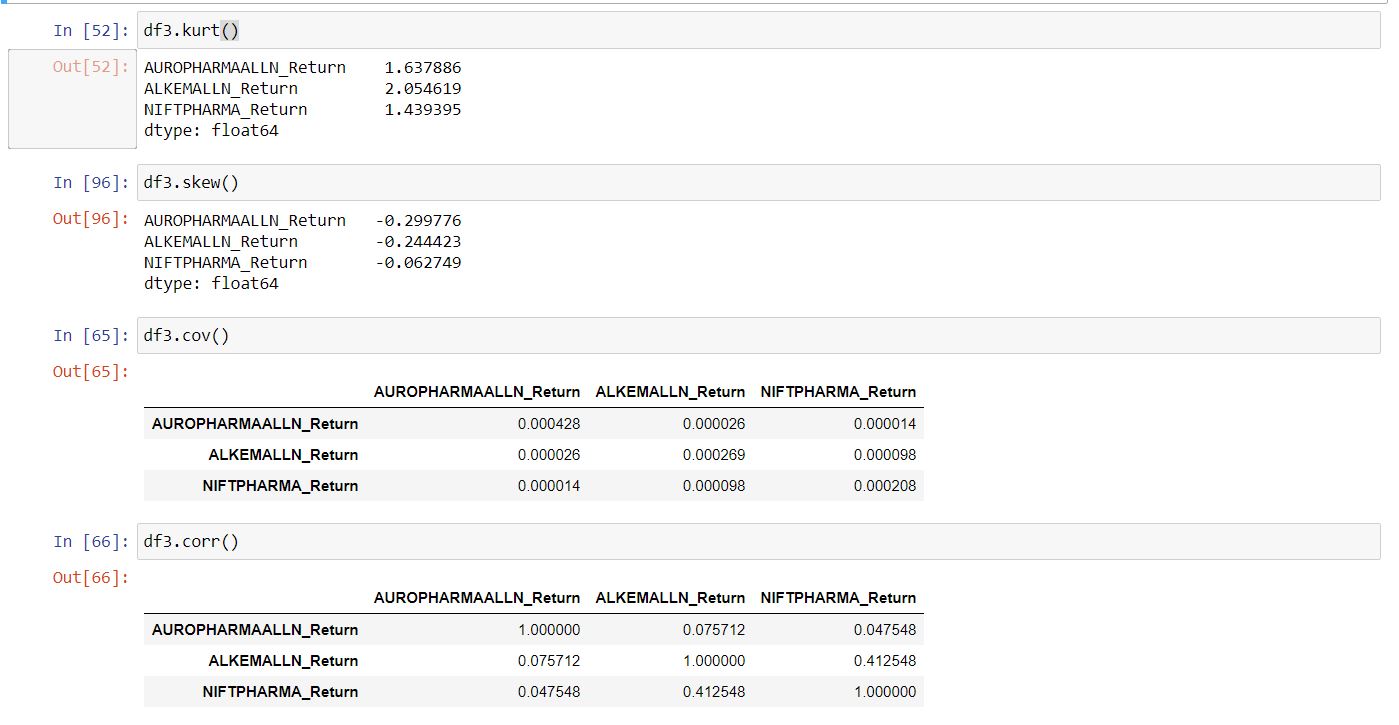 In [52]: df3.kurt()
Out[52]: AUROPHARMAALLN_Return 1.637886
ALKEMALLN_Return 2.054619
NIFTPHARMA_Return 1.439395
dtype: float64
In [96]: df3.skew()
Out[96]: AUROPHARMAALLN_Return -0.299776
ALKEMALLN_Return -0.244423
NIFTPHARMA_Return -0.062749
dtype: float64
In [65]: df3.cov()
Out[65]:
AUROPHARMAALLN_Return ALKEMALLN_Return NIFTPHARMA_Return
AUROPHARMAALLN_Return 0.000428 0.000026 0.000014
ALKEMALLN_Return 0.000026 0.000269 0.000098
NIFTPHARMA_Return 0.000014 0.000098 0.000208
In [66]: df3.corr()
Out[66]:
AUROPHARMAALLN_Return ALKEMALLN_Return NIFTPHARMA_Return
AUROPHARMAALLN_Return 1.000000 0.075712 0.047548
ALKEMALLN_Return 0.075712 1.000000 0.412548
NIFTPHARMA_Return 0.047548 0.412548 1.000000